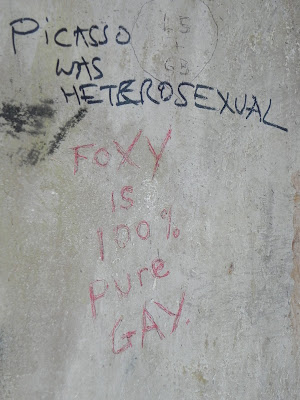 PiCASSO
WAS
HETEROSEXUAL
FOXY
iS
100%
pure
GAY.